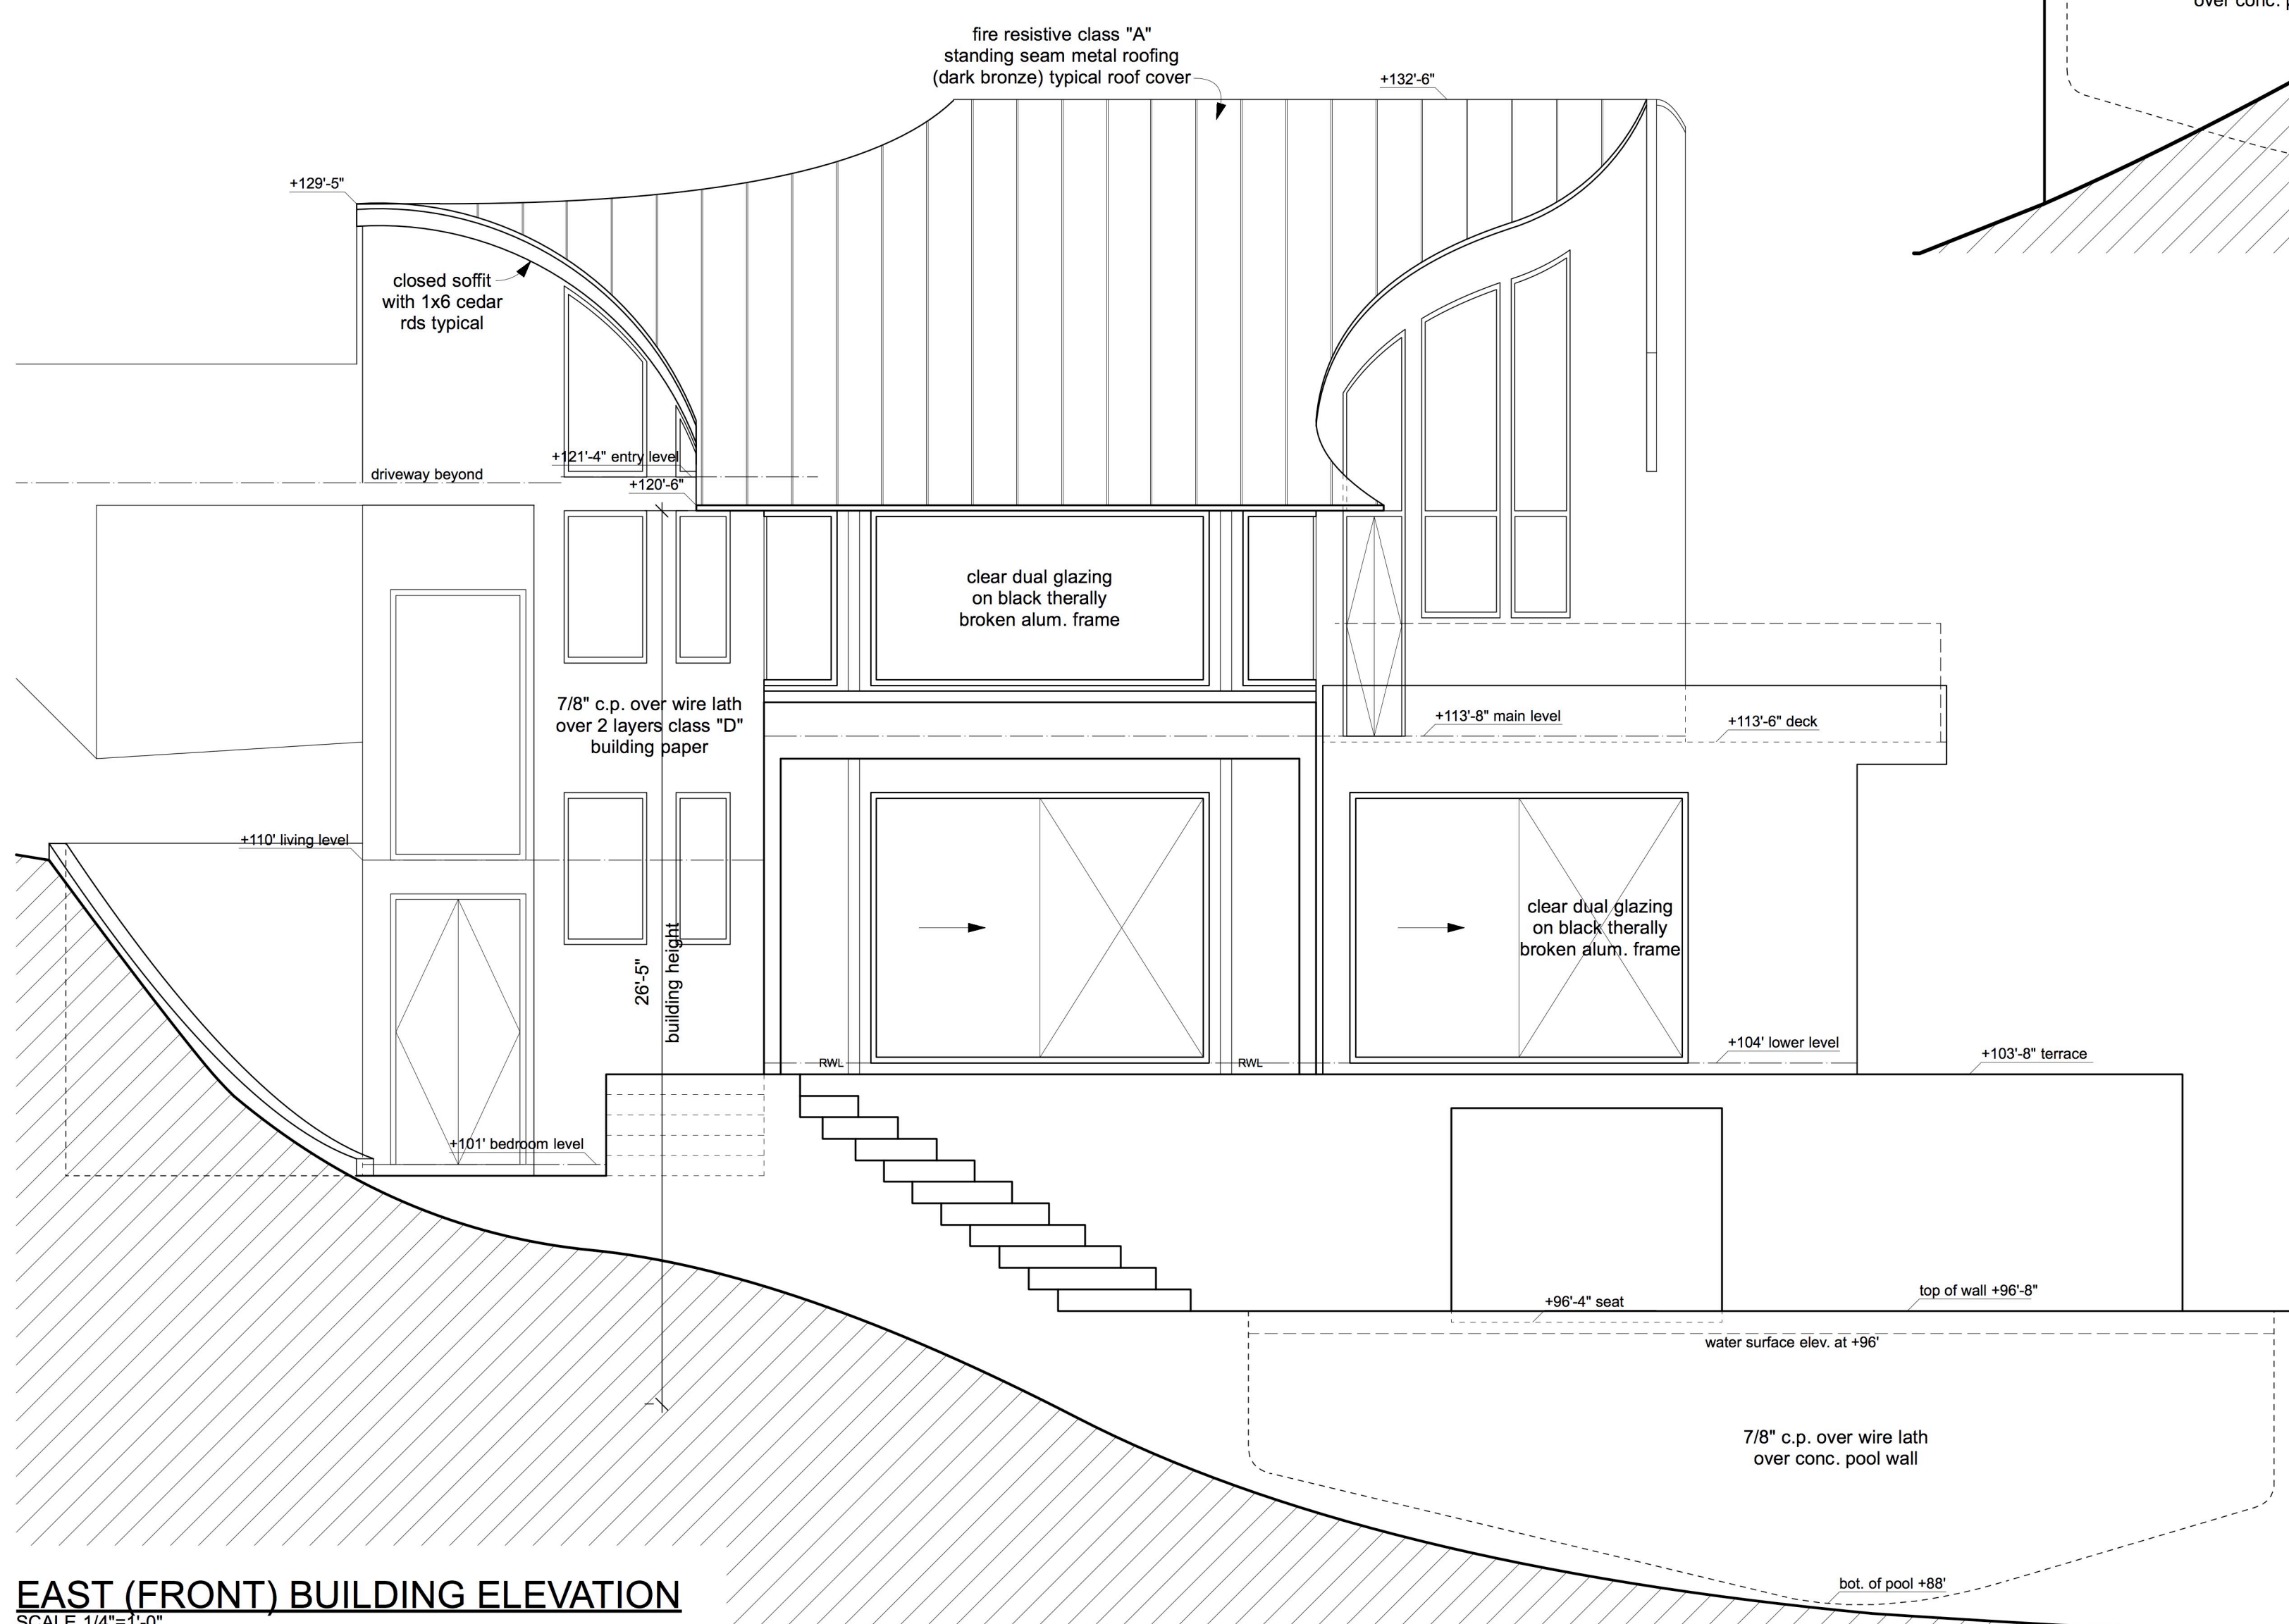 over conc. p
fire resistive class "A"
standing seam metal roofing
(dark bronze) typical roof cover
+132'-6"
+129'-5"
closed soffit
with 1x6 cedar
rds typical
+121'-4" entry level
driveway beyond
+120'-6"
clear dual glazing
on black therally
broken alum. frame
7/8" c.p. over wire lath
over 2 layers class "D"
building paper
+113'-8" main level
+113'-6" deck
+110' living level
clear dual glazing
on black therally
broken alum. frame
26'-5"
building height
+104' lower level
+103'-8" terrace
RWL
RWL
+101' bedroom level
top of wall +96'-8"
+96'-4" seat
water surface elev. at +96'
7/8" c.p. over wire lath
over conc. pool wall
bot. of pool +88'
EAST (FRONT) BUILDING ELEVATION
SCALE 1/4"=1'-0"